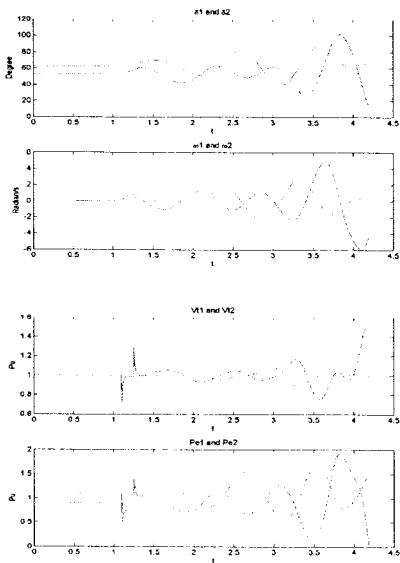 δ1 and δ2
Degree
120
100
80
60
40
20
0
0 0.5 1 1.5 2 2.5 3 3.5 4 4.5
t
ω1 and ω2
Radian/s
6
4
2
0
-2
-4
-6
0 0.5 1 1.5 2 2.5 3 3.5 4 4.5
t
Vt1 and Vt2
Pu
1.6
1.4
1.2
1
0.8
0.6
0 0.5 1 1.5 2 2.5 3 3.5 4 4.5
t
Pe1 and Pe2
Pu
2
1.5
1
0.5
0
0 0.5 1 1.5 2 2.5 3 3.5 4 4.5
t